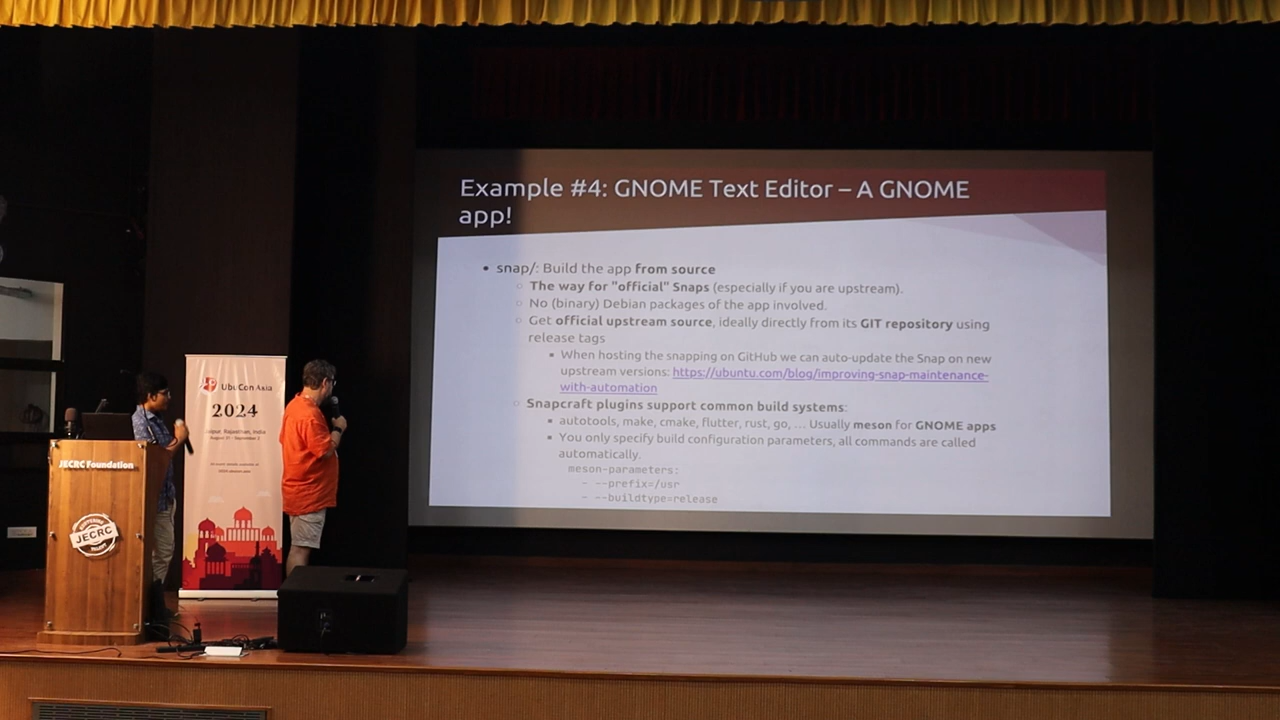 Example #4: GNOME Text Editor – A GNOME
app!
• snap/: Build the app from source
○ The way for "official" Snaps (especially if you are upstream).
○ No (binary) Debian packages of the app involved.
○ Get official upstream source, ideally directly from its GIT repository using
release tags
▪ When hosting the snapping on GitHub we can auto-update the Snap on new
upstream versions: https://ubuntu.com/blog/improving-snap-maintenance-
with-automation
○ Snapcraft plugins support common build systems:
▪ autotools, make, cmake, flutter, rust, go, … Usually meson for GNOME apps
▪ You only specify build configuration parameters, all commands are called
automatically.
meson-parameters:
- --prefix=/usr
- --buildtype=release
UbuCon Asia
2024
Jaipur, Rajasthan, India
August 31 - September 2
JECRC Foundation
JECRC